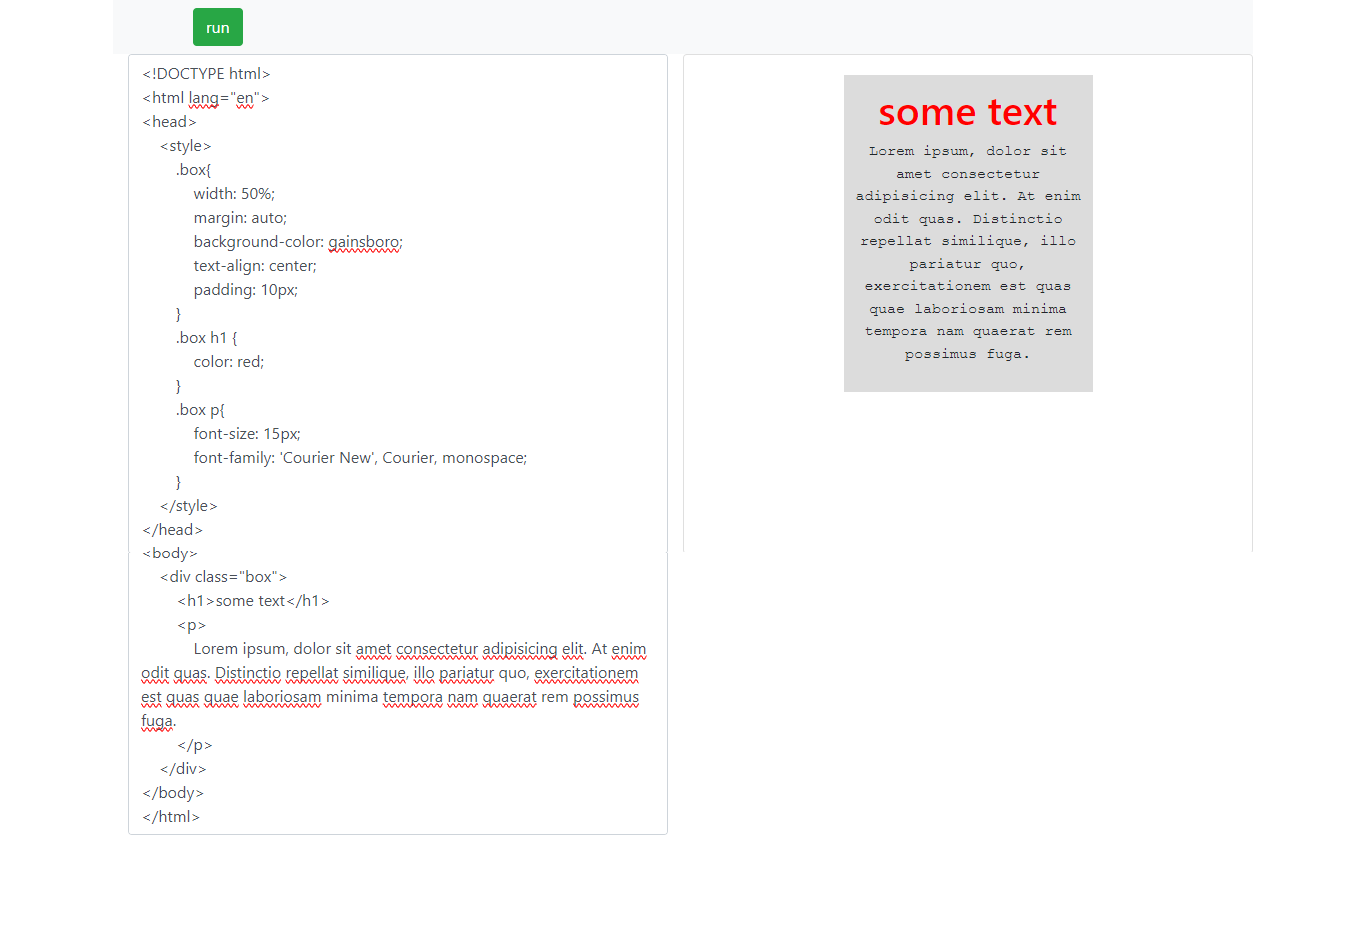 run
<!DOCTYPE html>
<html lang="en">
<head>
    <style>
        .box{
            width: 50%;
            margin: auto;
            background-color: gainsboro;
            text-align: center;
            padding: 10px;
        }
        .box h1 {
            color: red;
        }
        .box p{
            font-size: 15px;
            font-family: 'Courier New', Courier, monospace;
        }
    </style>
</head>
<body>
    <div class="box">
        <h1>some text</h1>
        <p>
            Lorem ipsum, dolor sit amet consectetur adipisicing elit. At enim
odit quas. Distinctio repellat similique, illo pariatur quo, exercitationem
est quas quae laboriosam minima tempora nam quaerat rem possimus
fuga.
        </p>
    </div>
</body>
</html>
some text
Lorem ipsum, dolor sit
amet consectetur
adipisicing elit. At enim
odit quas. Distinctio
repellat similique, illo
pariatur quo,
exercitationem est quas
quae laboriosam minima
tempora nam quaerat rem
possimus fuga.